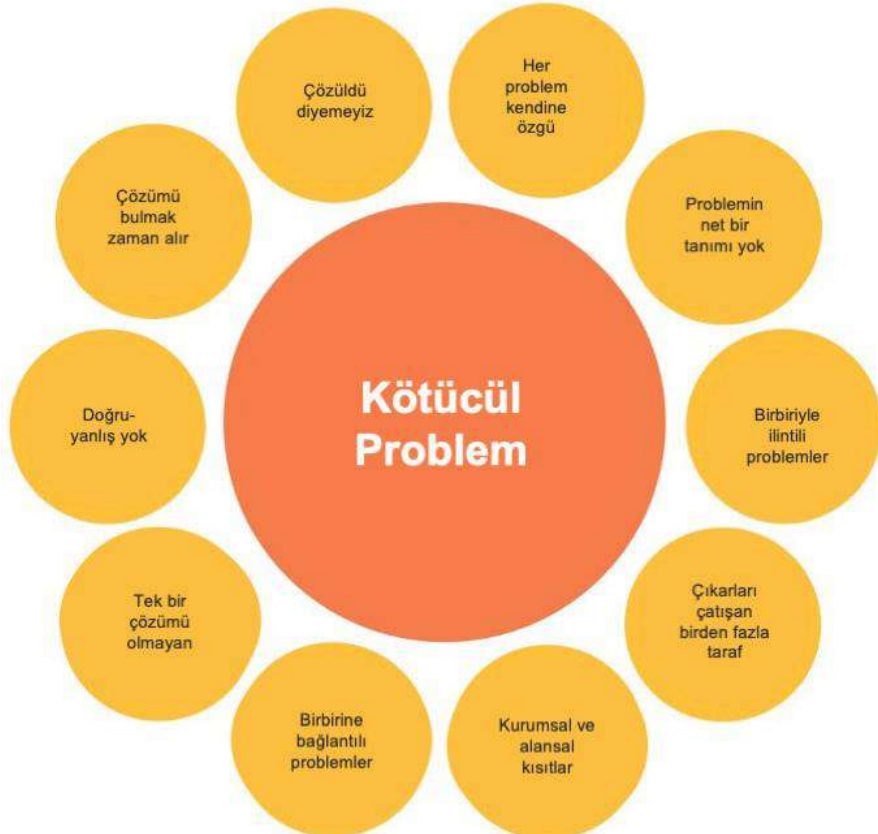 Kötücül
Problem
Her
problem
kendine
özgü
Problemin
net bir
tanımı yok
Birbiriyle
ilintili
problemler
Çıkarları
çatışan
birden fazla
taraf
Kurumsal ve
alansal
kısıtlar
Birbirine
bağlantılı
problemler
Tek bir
çözümü
olmayan
Doğru-
yanlış yok
Çözümü
bulmak
zaman alır
Çözüldü
diyemeyiz